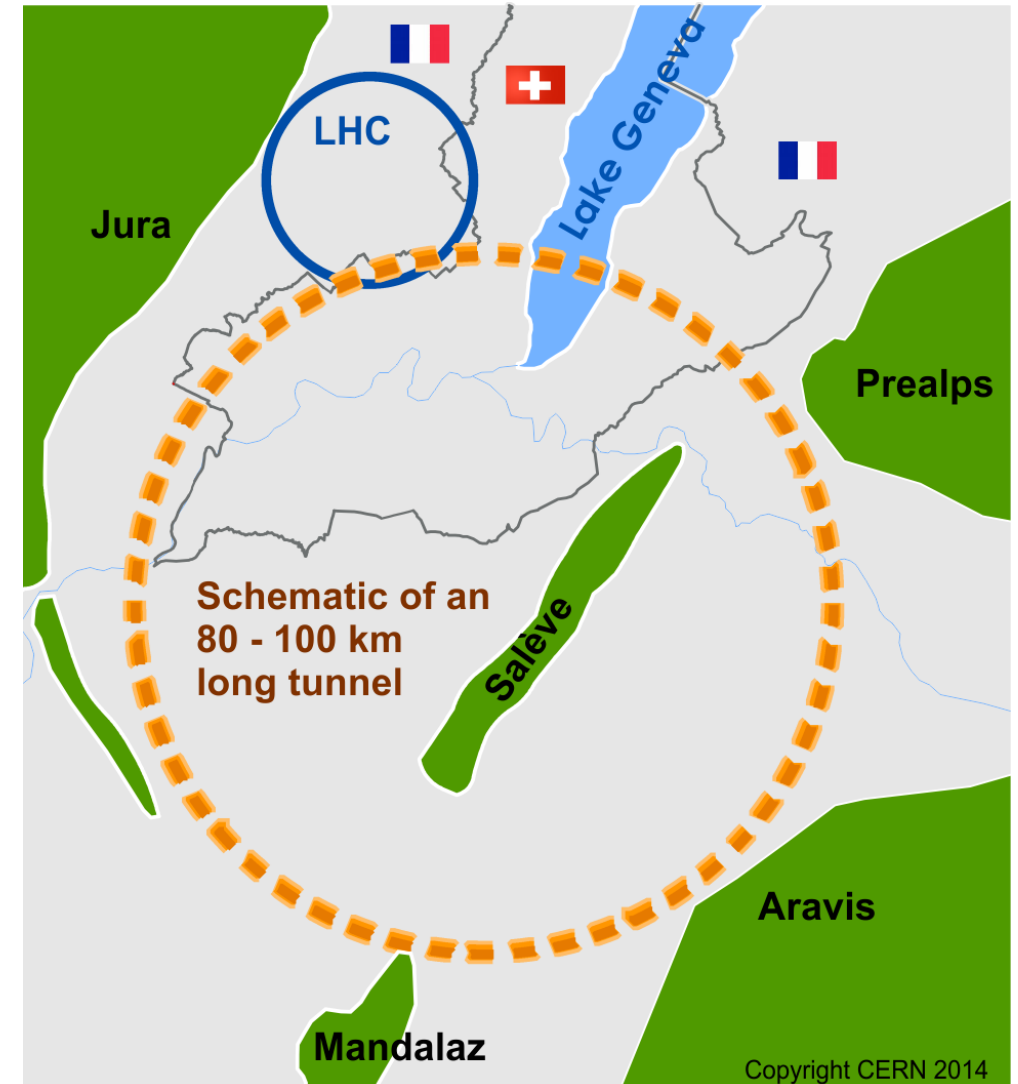 LHC
Lake Geneva
Jura
Prealps
Schematic of an
80 - 100 km
long tunnel
Salève
Aravis
Mandalaz
Copyright CERN 2014